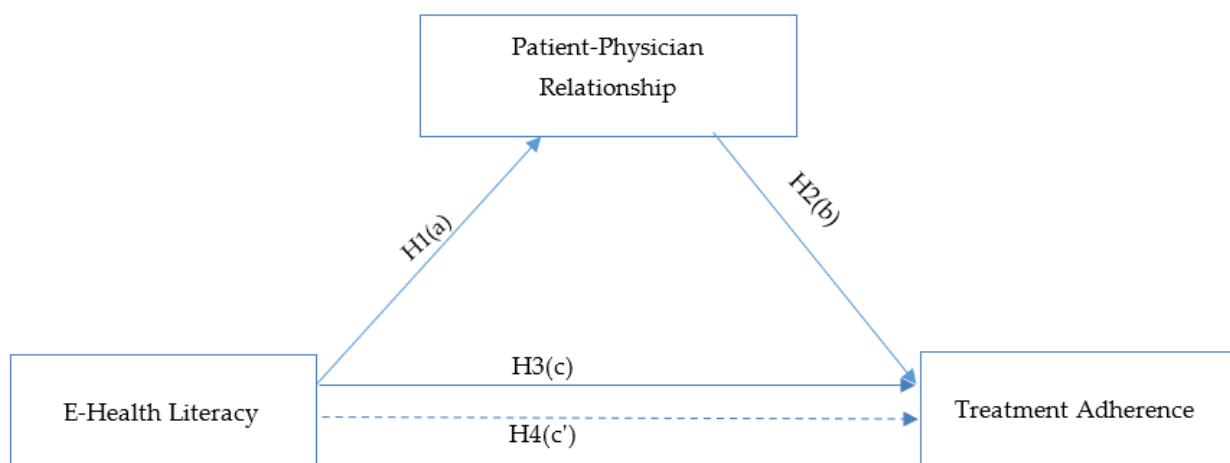 Patient-Physician
Relationship
H1(a)
H2(b)
H3(c)
E-Health Literacy
Treatment Adherence
H4(c')